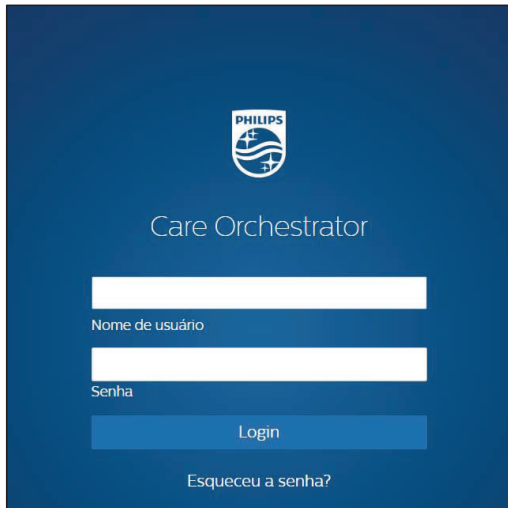 PHILIPS
Care Orchestrator
Nome de usuário
Senha
Login
Esqueceu a senha?